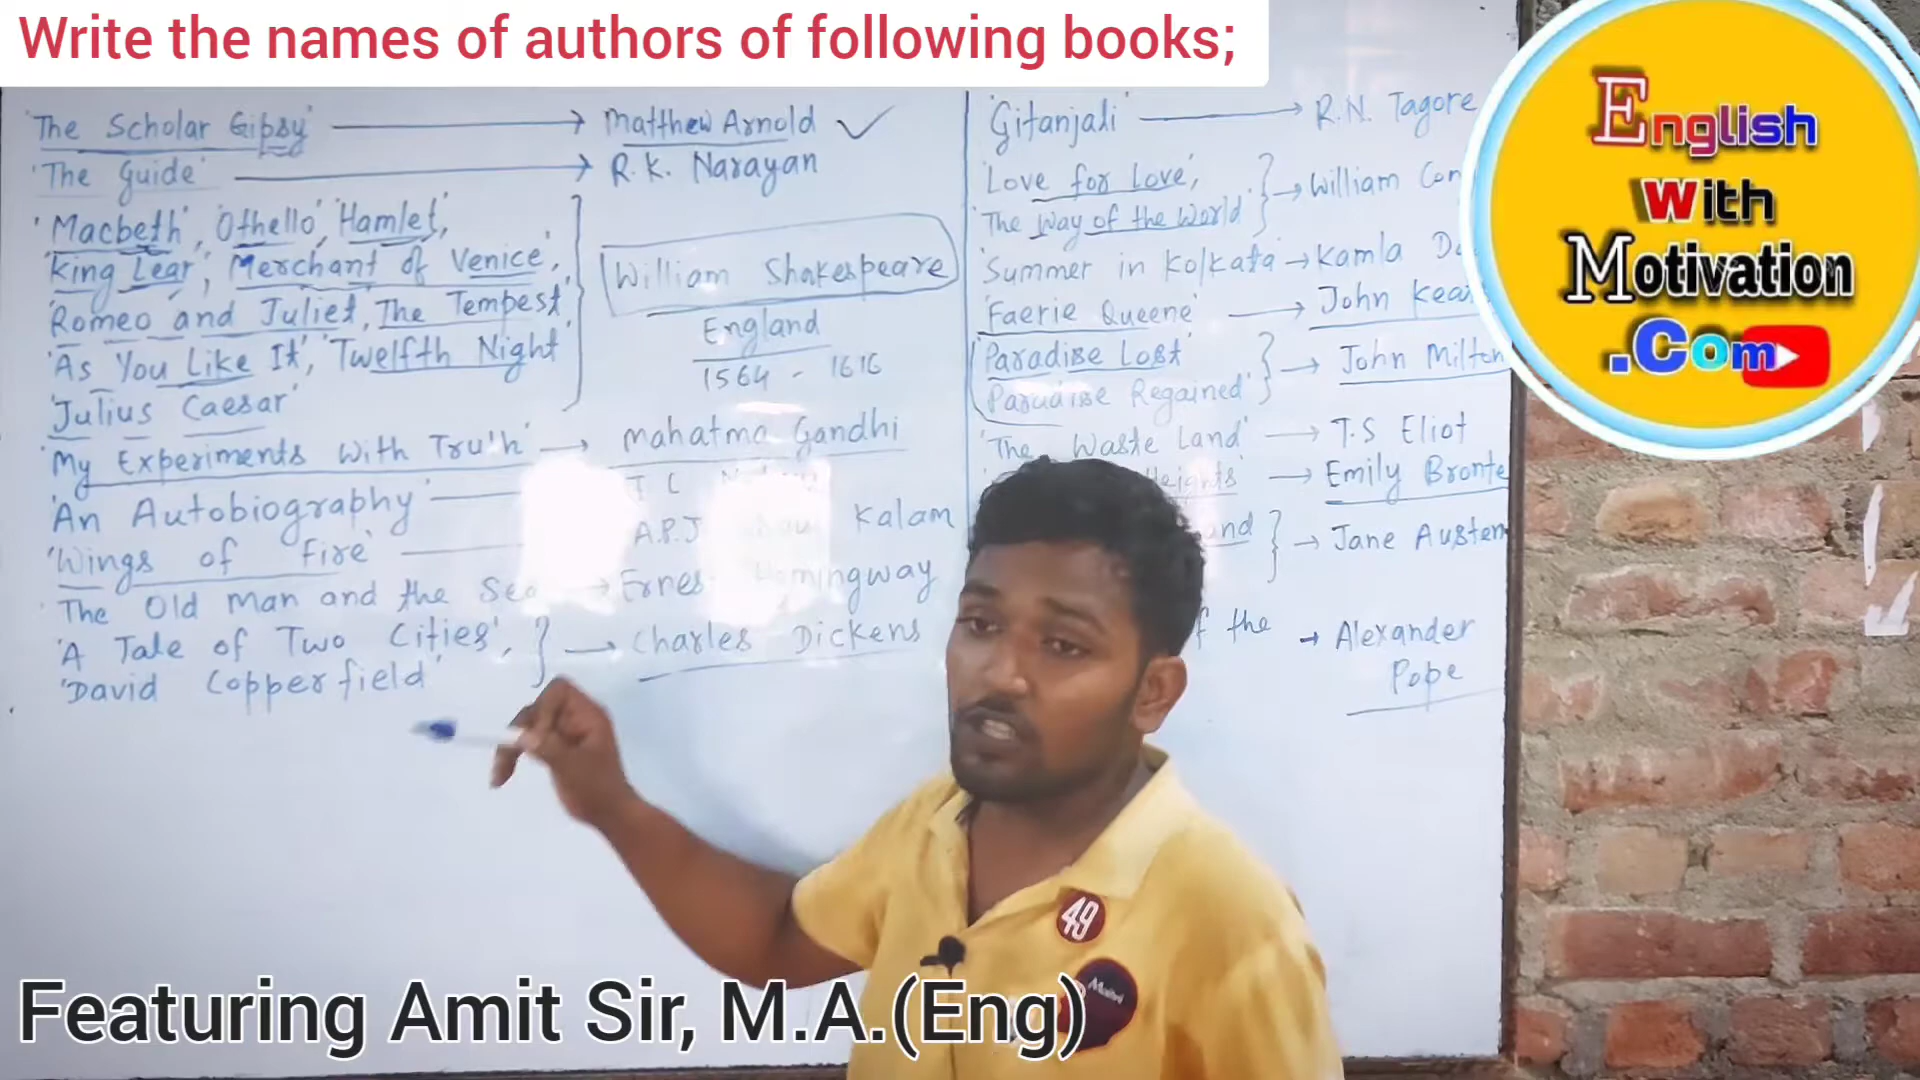 Write the names of authors of following books;
'The Scholar Gipsy' → Matthew Arnold ✓
'The Guide' → R.K. Narayan
'Macbeth', 'Othello', 'Hamlet',
'King Lear', 'Merchant of Venice',
'Romeo and Juliet, The Tempest'
'As You Like It', 'Twelfth Night'
'Julius Caesar'
William Shakespeare
England
1564 - 1616
'My Experiments with Truth' → Mahatma Gandhi
'An Autobiography'
'Wings of Fire' A.P.J Kalam
'The Old Man and the Sea → Hemingway
'A Tale of Two Cities',
'David Copperfield' → Charles Dickens
'Gitanjali' → R.N. Tagore
'Love for Love',
'The Way of the World' → William
'Summer in Kolkata → Kamla
'Faerie Queene' → John
'Paradise Lost'
Paradise Regained' → John Milton
'The Waste Land' → T.S Eliot
Heights → Emily Bronte
and → Jane Austen
the → Alexander
Pope
English
With
Motivation
.Com
49
Featuring Amit Sir, M.A.(Eng)